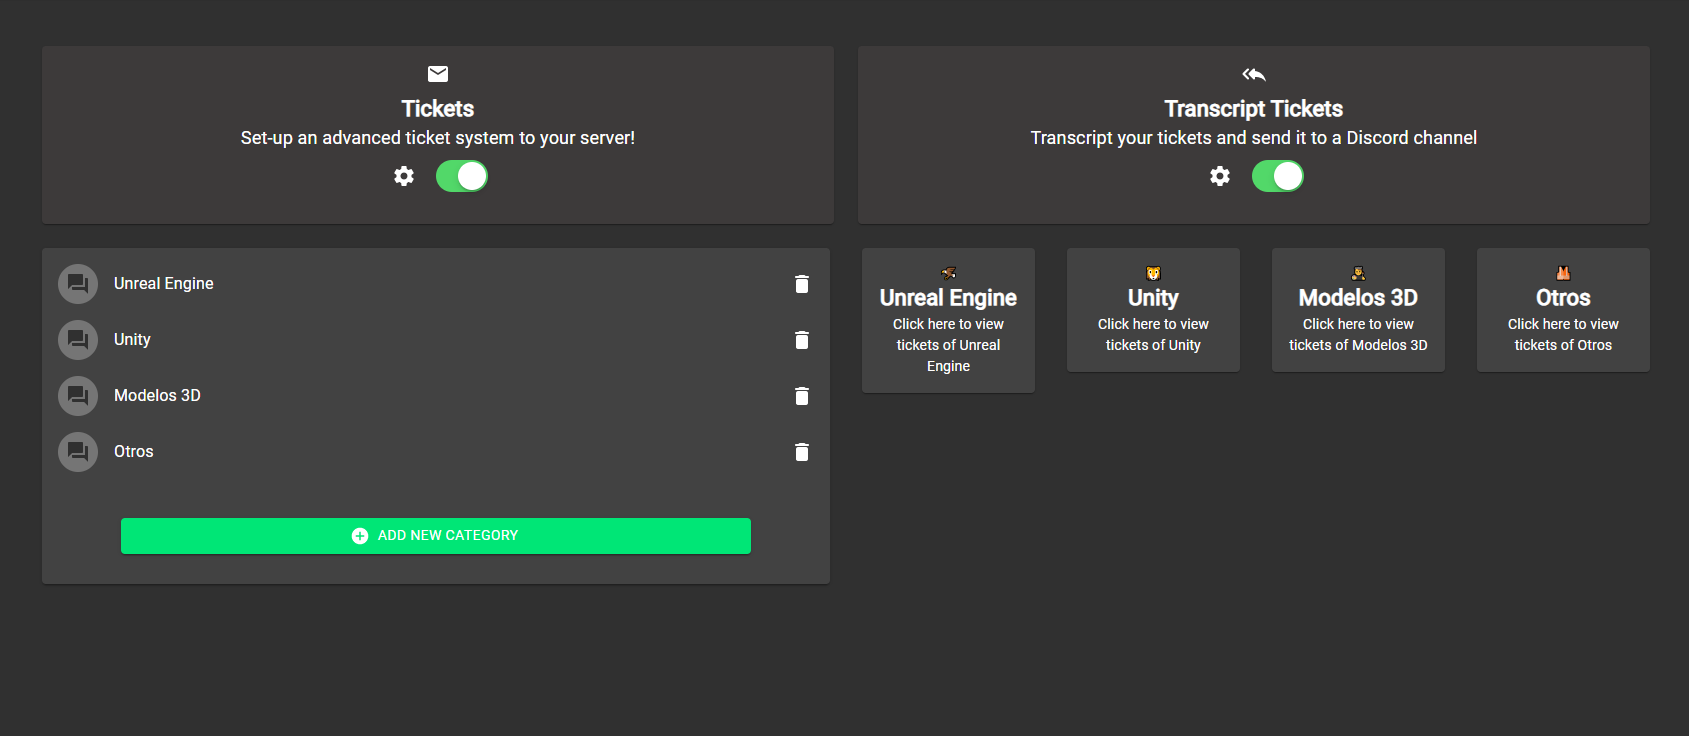 Tickets
Set-up an advanced ticket system to your server!
Transcript Tickets
Transcript your tickets and send it to a Discord channel
Unreal Engine
Unity
Modelos 3D
Otros
ADD NEW CATEGORY
Unreal Engine
Click here to view
tickets of Unreal
Engine
Unity
Click here to view
tickets of Unity
Modelos 3D
Click here to view
tickets of Modelos 3D
Otros
Click here to view
tickets of Otros